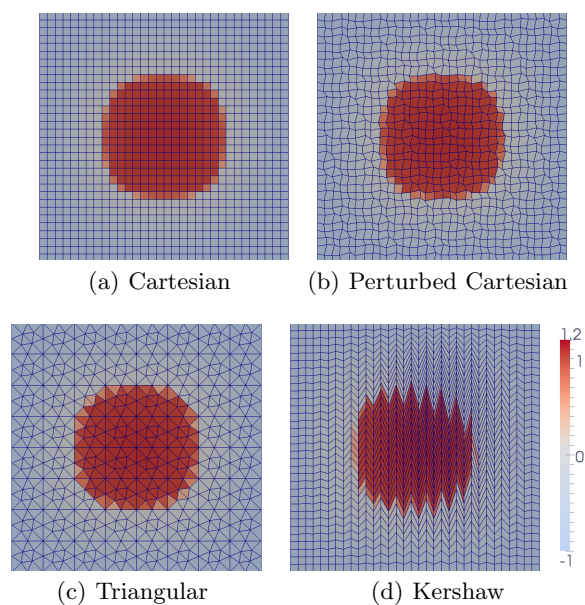 (a) Cartesian
(b) Perturbed Cartesian
1.2
1
0
-1
(c) Triangular
(d) Kershaw